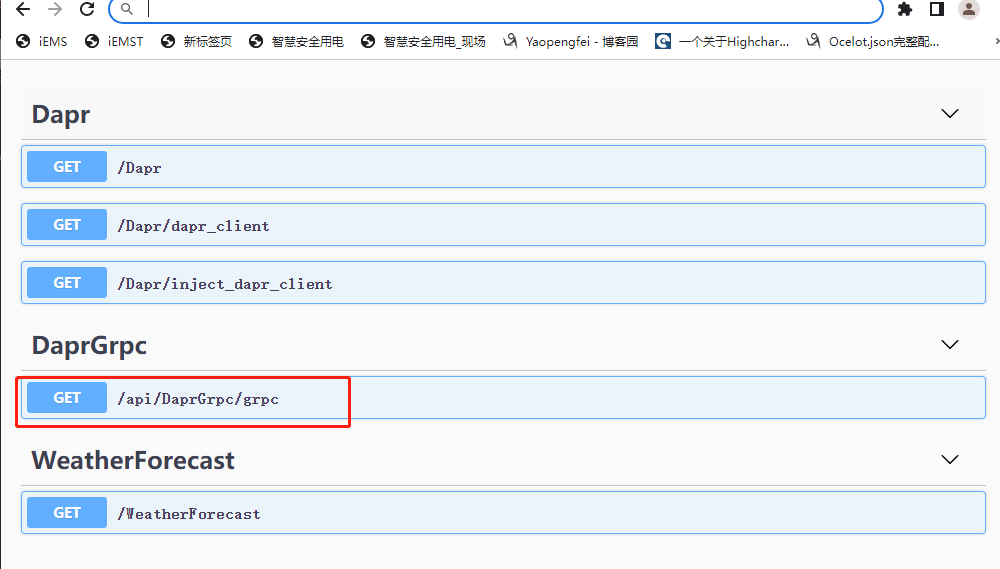 iEMS iEMST 新标签页 智慧安全用电 智慧安全用电_现场 Yaopengfei - 博客园 一个关于Highchar... Ocelot.json完整配...
Dapr
GET /Dapr
GET /Dapr/dapr_client
GET /Dapr/inject_dapr_client
DaprGrpc
GET /api/DaprGrpc/grpc
WeatherForecast
GET /WeatherForecast